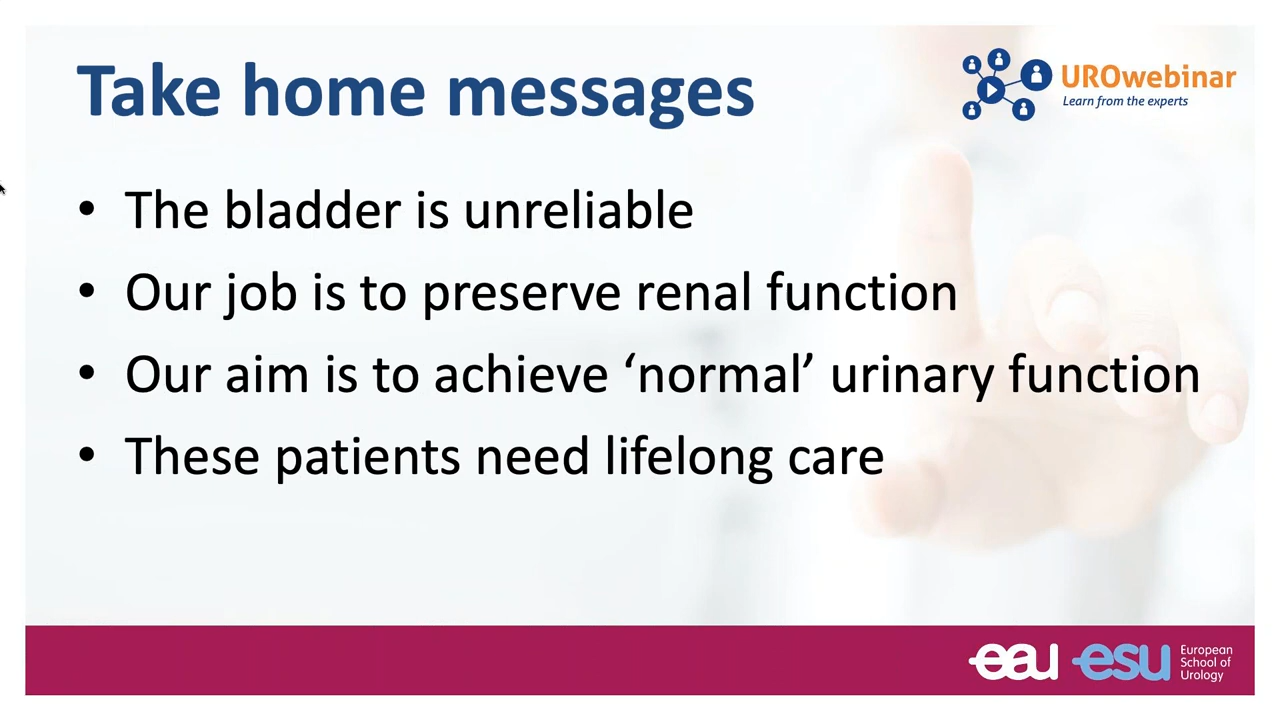 Take home messages
UROwebinar
Learn from the experts
• The bladder is unreliable
• Our job is to preserve renal function
• Our aim is to achieve ‘normal’ urinary function
• These patients need lifelong care
eau esu
European
School of
Urology